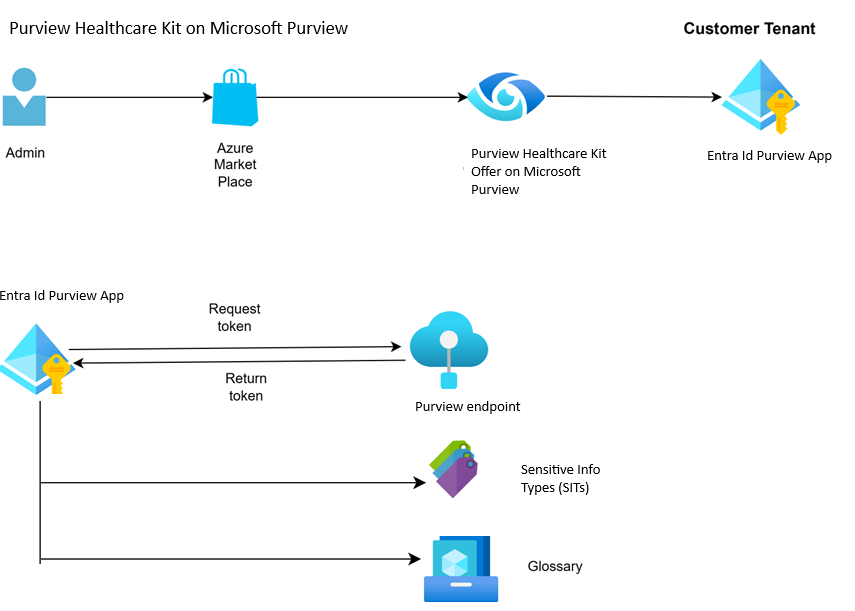 Purview Healthcare Kit on Microsoft Purview
Customer Tenant
Admin
Azure
Market
Place
Purview Healthcare Kit
Offer on Microsoft
Purview
Entra Id Purview App
Entra Id Purview App
Request
token
Return
token
Purview endpoint
Sensitive Info
Types (SITs)
Glossary